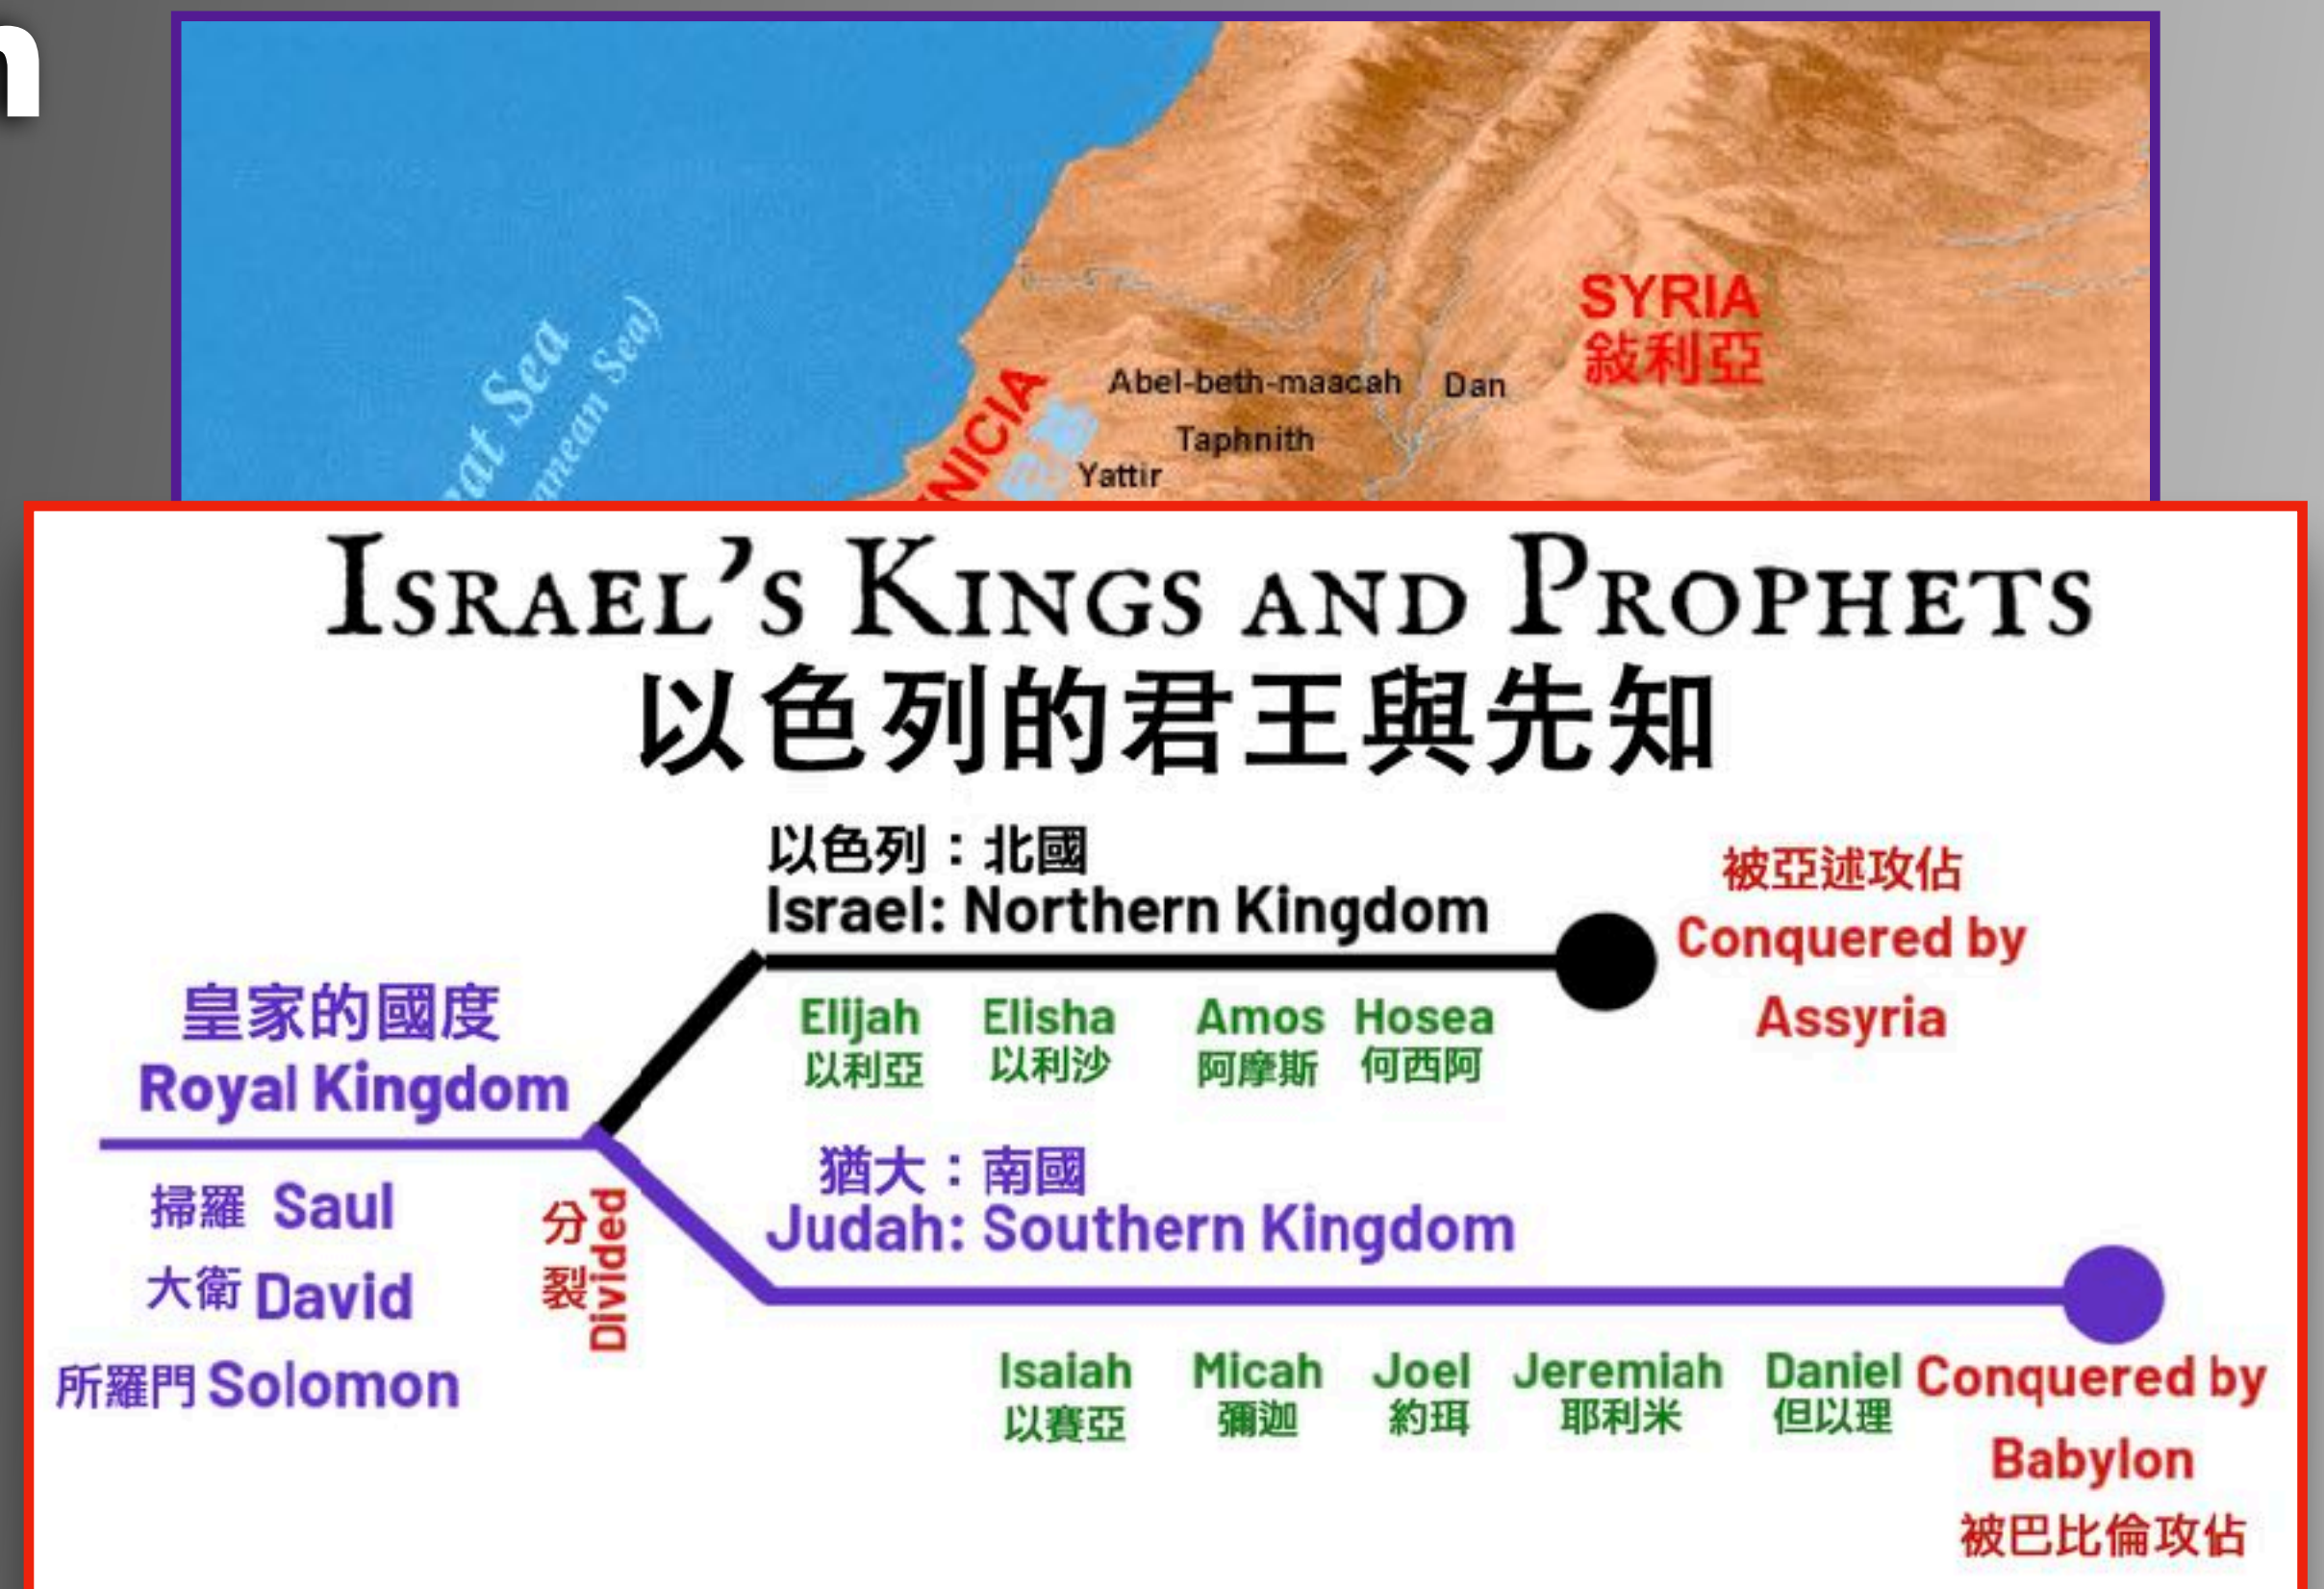 n
SYRIA
敍利亞
Abel-beth-maacah
Dan
Taphnith
Yattir
NICIA
at Sea
anean Sea)
ISRAEL’S KINGS AND PROPHETS
以色列的君王與先知
以色列：北國
Israel: Northern Kingdom
被亞述攻佔
Conquered by
Assyria
Elijah Elisha Amos Hosea
以利亞 以利沙 阿摩斯 何西阿
皇家的國度
Royal Kingdom
掃羅 Saul
大衛 David
所羅門 Solomon
分裂
Divided
猶大：南國
Judah: Southern Kingdom
Isaiah Micah Joel Jeremiah Daniel
以賽亞 彌迦 約珥 耶利米 但以理
Conquered by
Babylon
被巴比倫攻佔